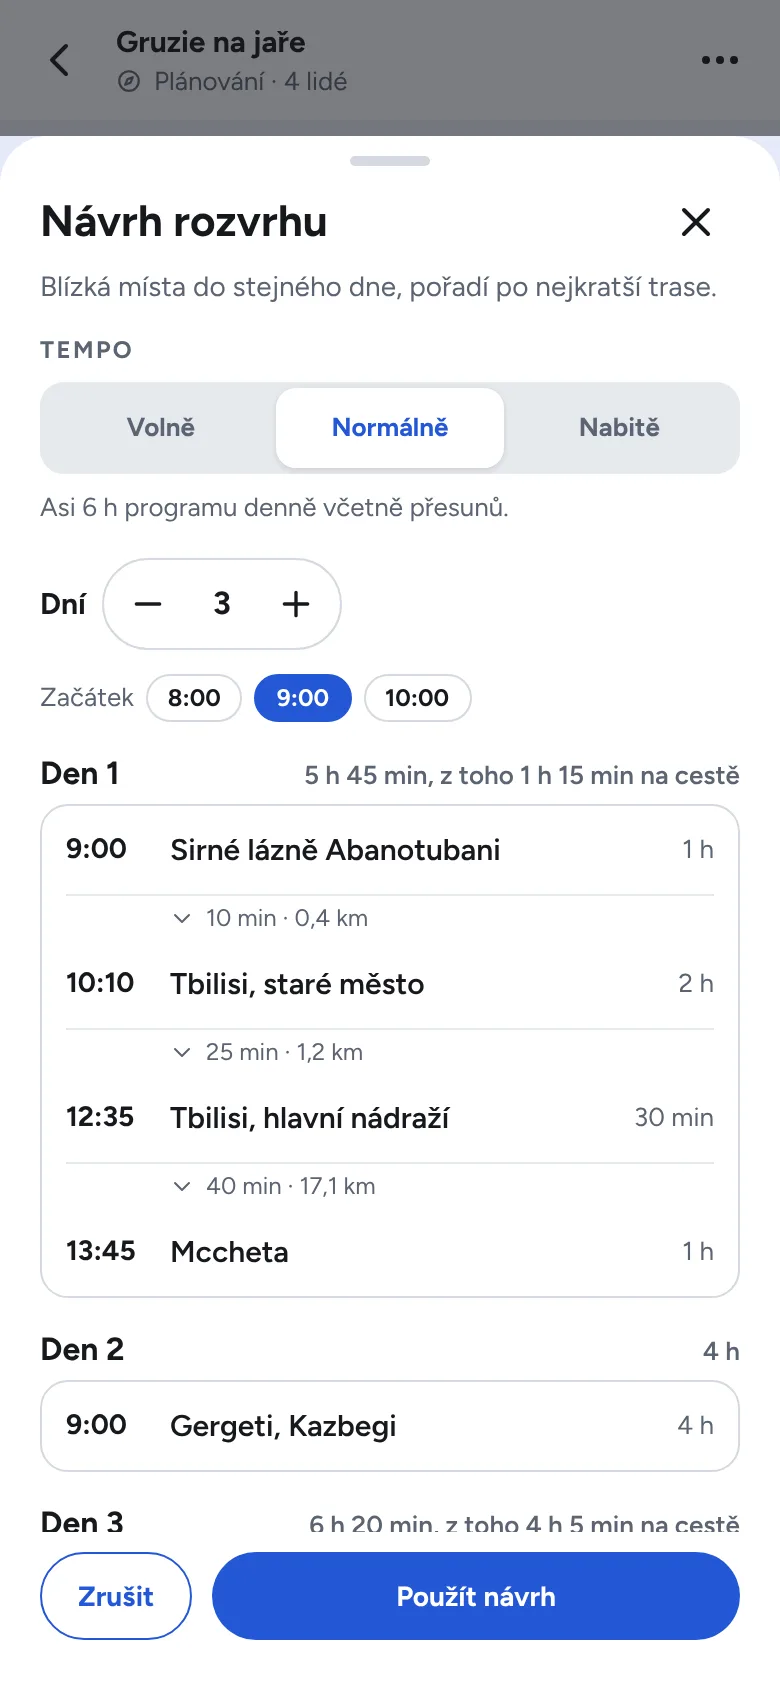 Gruzie na jaře
Plánování · 4 lidé
Návrh rozvrhu
Blízká místa do stejného dne, pořadí po nejkratší trase.
TEMPO
Volně Normálně Nabitě
Asi 6 h programu denně včetně přesunů.
Dní 3
Začátek 8:00 9:00 10:00
Den 1 5 h 45 min, z toho 1 h 15 min na cestě
9:00 Sirné lázně Abanotubani 1 h
10 min · 0,4 km
10:10 Tbilisi, staré město 2 h
25 min · 1,2 km
12:35 Tbilisi, hlavní nádraží 30 min
40 min · 17,1 km
13:45 Mccheta 1 h
Den 2 4 h
9:00 Gergeti, Kazbegi 4 h
Den 3 6 h 20 min, z toho 4 h 5 min na cestě
Zrušit Použít návrh